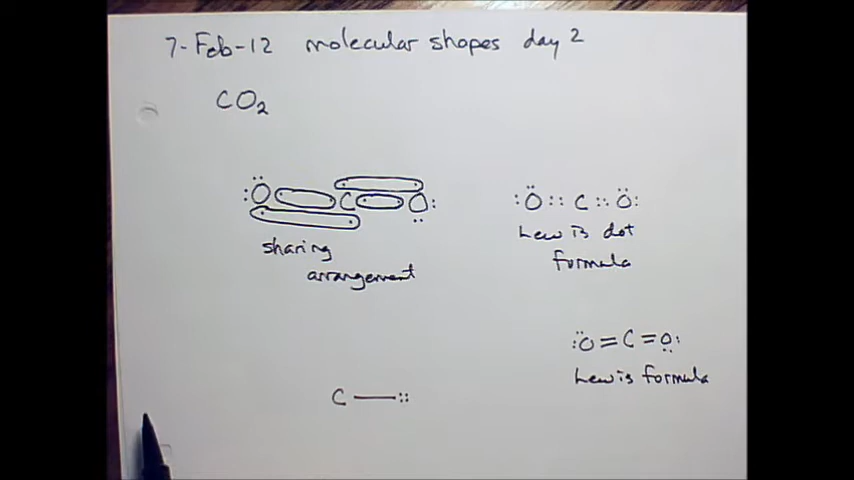 7-Feb-12 molecular shapes day 2
CO₂
:Ö C O:
sharing
arrangement
:Ö :: C :: Ö:
Lewis dot
formula
:Ö = C = O:
Lewis formula
C — ::